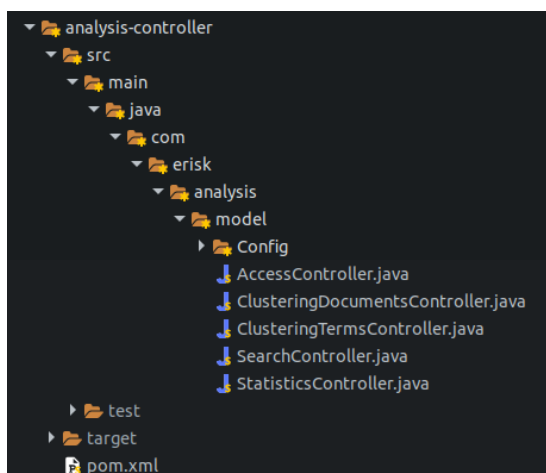 analysis-controller
src
main
java
com
erisk
analysis
model
Config
AccessController.java
ClusteringDocumentsController.java
ClusteringTermsController.java
SearchController.java
StatisticsController.java
test
target
pom.xml